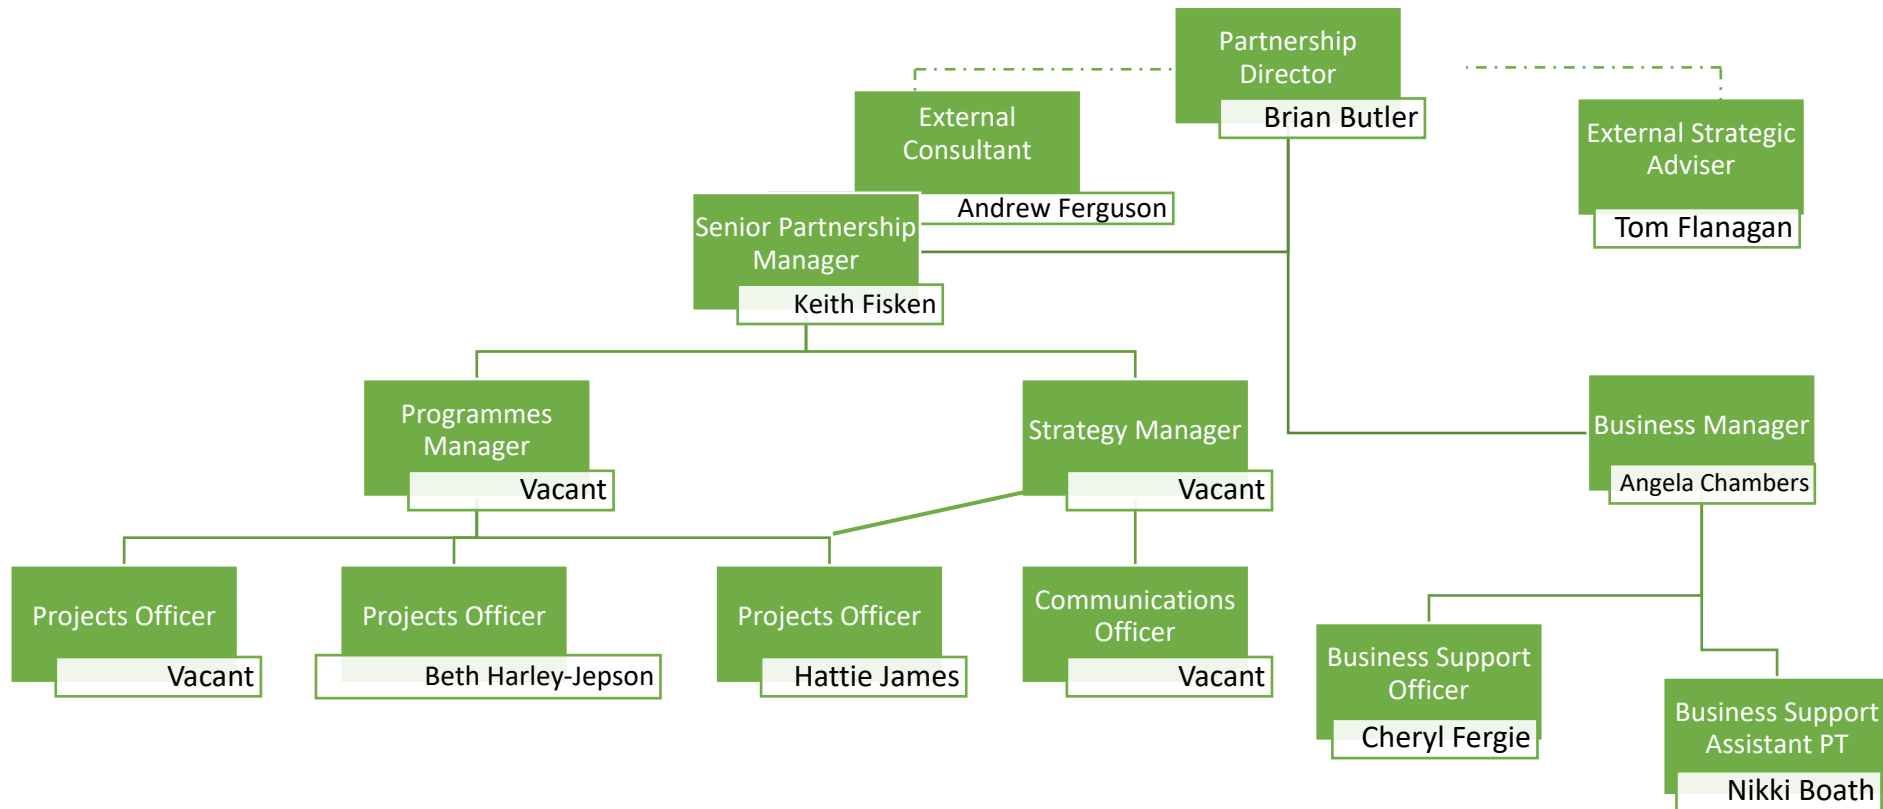 Partnership
Director
Brian Butler
External
Consultant
Andrew Ferguson
External Strategic
Adviser
Tom Flanagan
Senior Partnership
Manager
Keith Fisken
Programmes
Manager
Vacant
Strategy Manager
Vacant
Business Manager
Angela Chambers
Projects Officer
Vacant
Projects Officer
Beth Harley-Jepson
Projects Officer
Hattie James
Communications
Officer
Vacant
Business Support
Officer
Cheryl Fergie
Business Support
Assistant PT
Nikki Boath